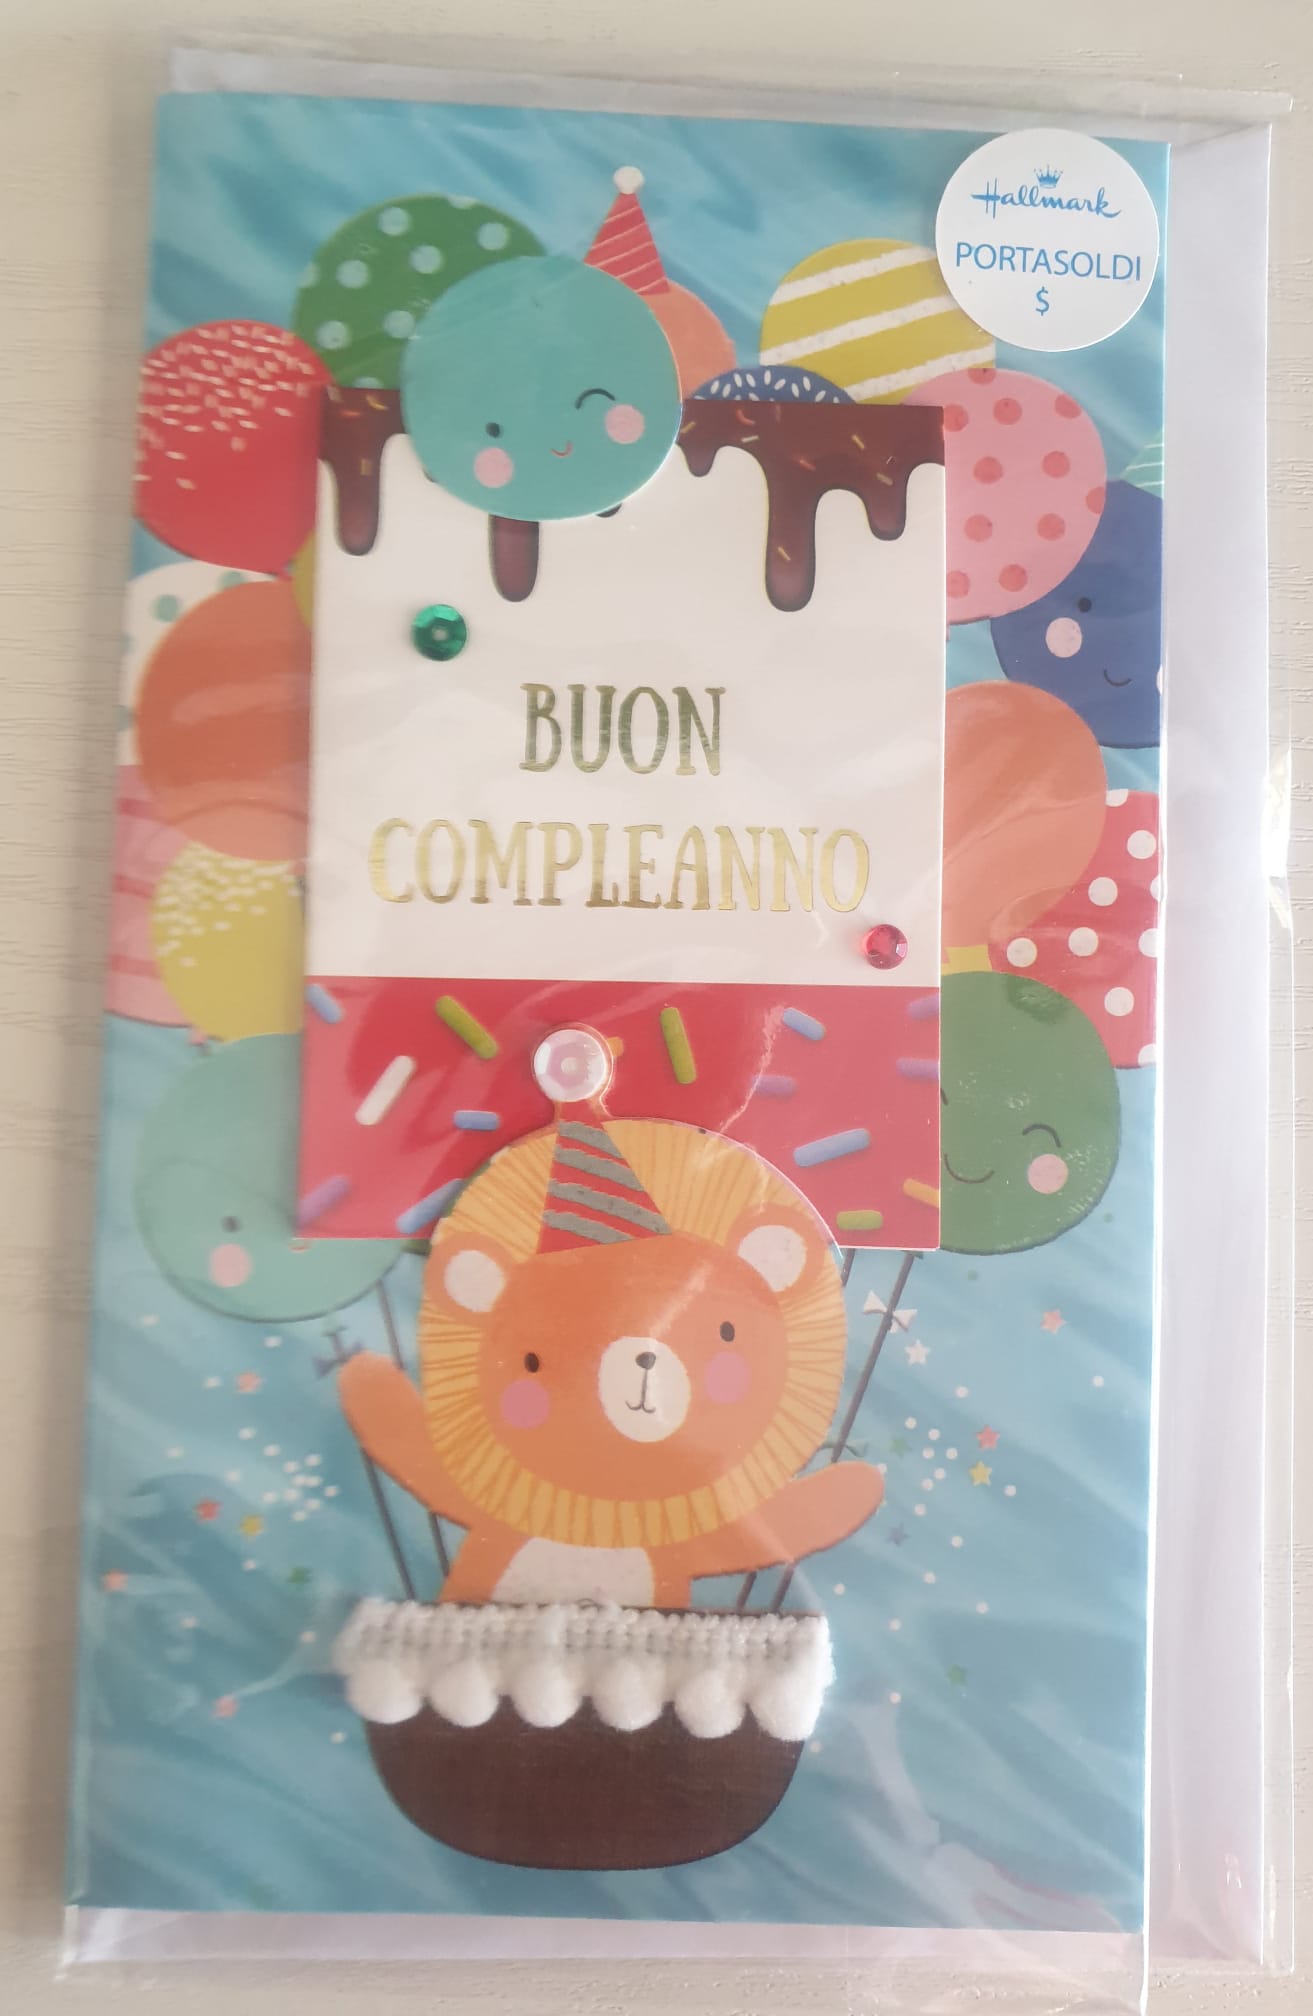 Hallmark
PORTASOLDI
$
BUON
COMPLEANNO